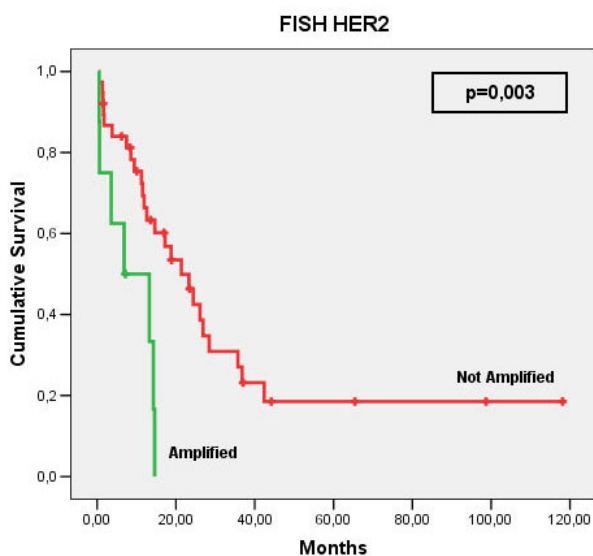 FISH HER2
p=0,003
Cumulative Survival
1,0
0,8
0,6
0,4
0,2
0,0
Not Amplified
Amplified
0,00 20,00 40,00 60,00 80,00 100,00 120,00
Months